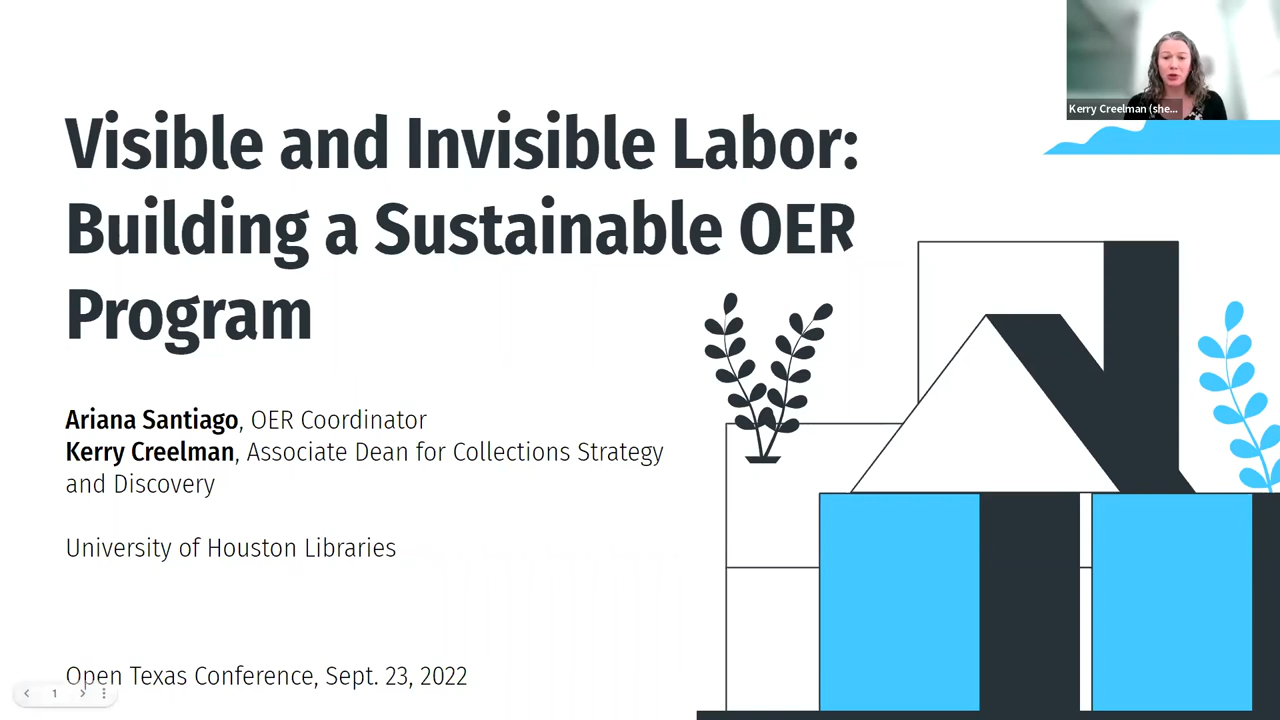 Kerry Creelman (she...
Visible and Invisible Labor:
Building a Sustainable OER
Program
Ariana Santiago, OER Coordinator
Kerry Creelman, Associate Dean for Collections Strategy
and Discovery
University of Houston Libraries
Open Texas Conference, Sept. 23, 2022
1